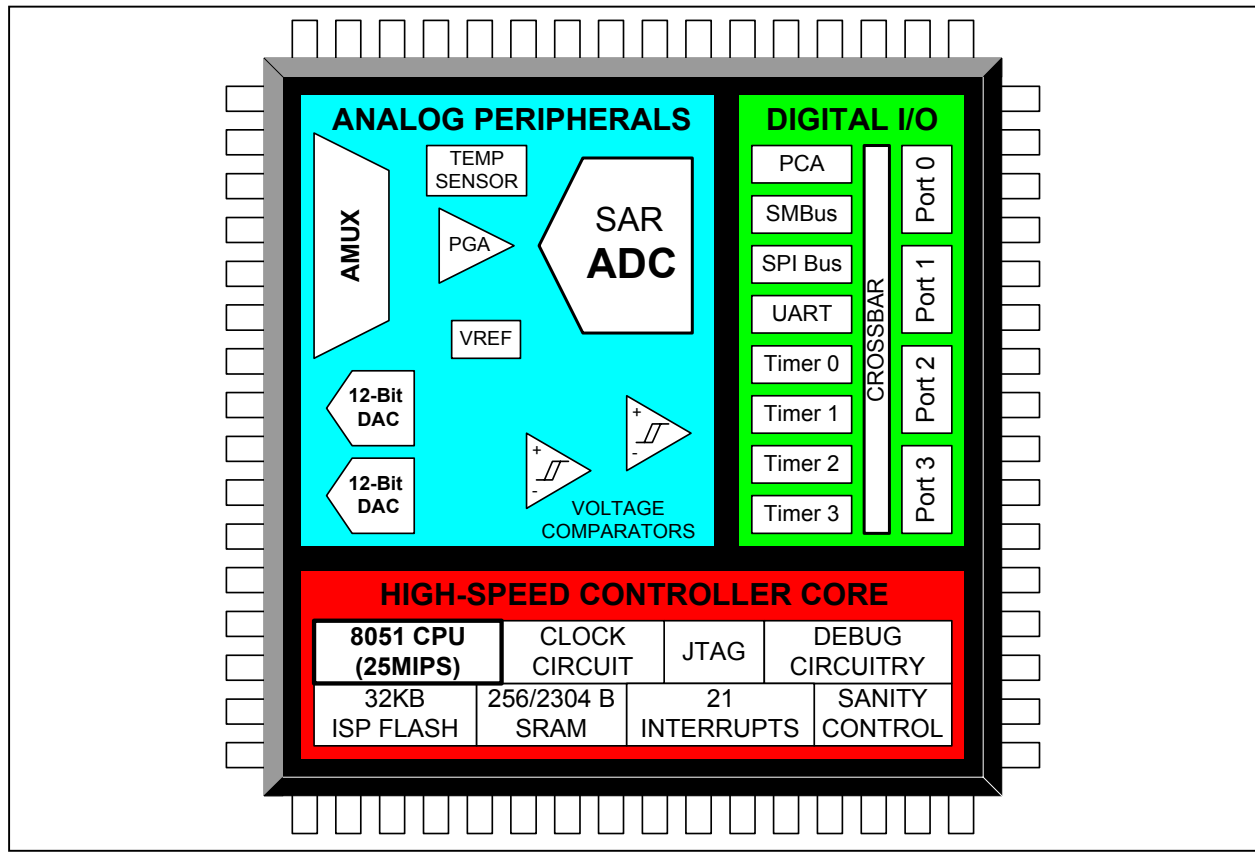 ANALOG PERIPHERALS
AMUX
TEMP
SENSOR
PGA
SAR
ADC
VREF
12-Bit
DAC
12-Bit
DAC
+
-
+
-
VOLTAGE
COMPARATORS
DIGITAL I/O
PCA
SMBus
SPI Bus
UART
Timer 0
Timer 1
Timer 2
Timer 3
CROSSBAR
Port 0
Port 1
Port 2
Port 3
HIGH-SPEED CONTROLLER CORE
8051 CPU
(25MIPS)
CLOCK
CIRCUIT
JTAG
DEBUG
CIRCUITRY
32KB
ISP FLASH
256/2304 B
SRAM
21
INTERRUPTS
SANITY
CONTROL